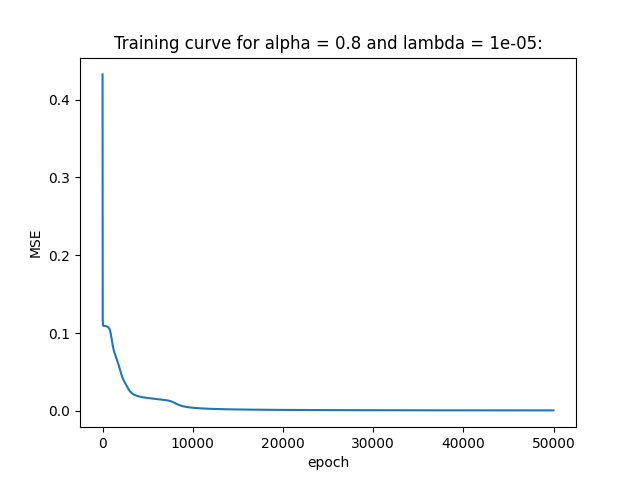 Training curve for alpha = 0.8 and lambda = 1e-05:
0.4
0.3
0.2
0.1
0.0
MSE
0 10000 20000 30000 40000 50000
epoch